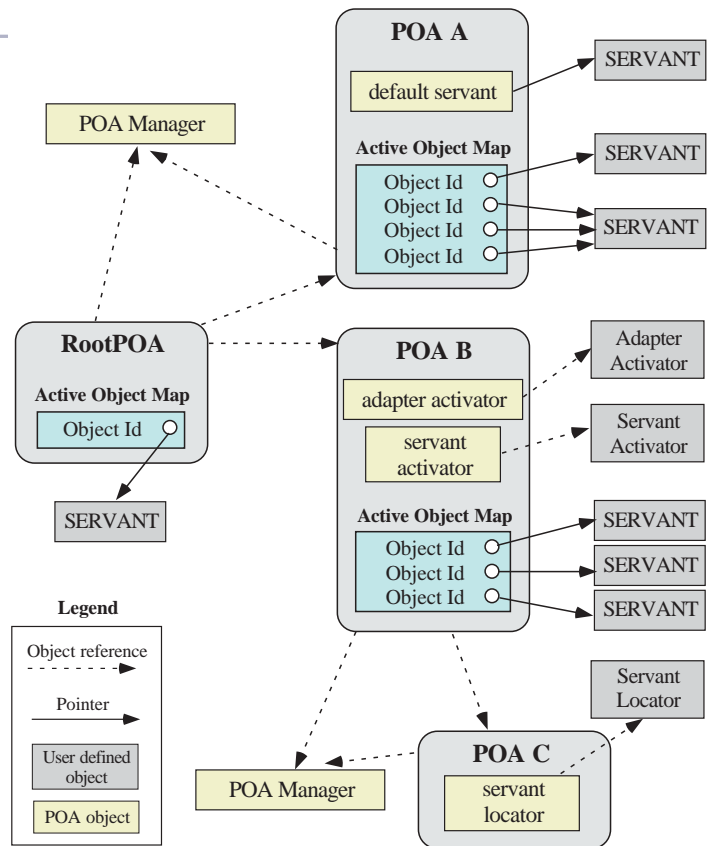 POA A
default servant
SERVANT
POA Manager
Active Object Map
Object Id
Object Id
Object Id
Object Id
SERVANT
SERVANT
RootPOA
Active Object Map
Object Id
SERVANT
POA B
adapter activator
servant
activator
Adapter
Activator
Servant
Activator
Active Object Map
Object Id
Object Id
Object Id
SERVANT
SERVANT
SERVANT
Legend
Object reference
Pointer
User defined
object
POA object
POA Manager
POA C
servant
locator
Servant
Locator